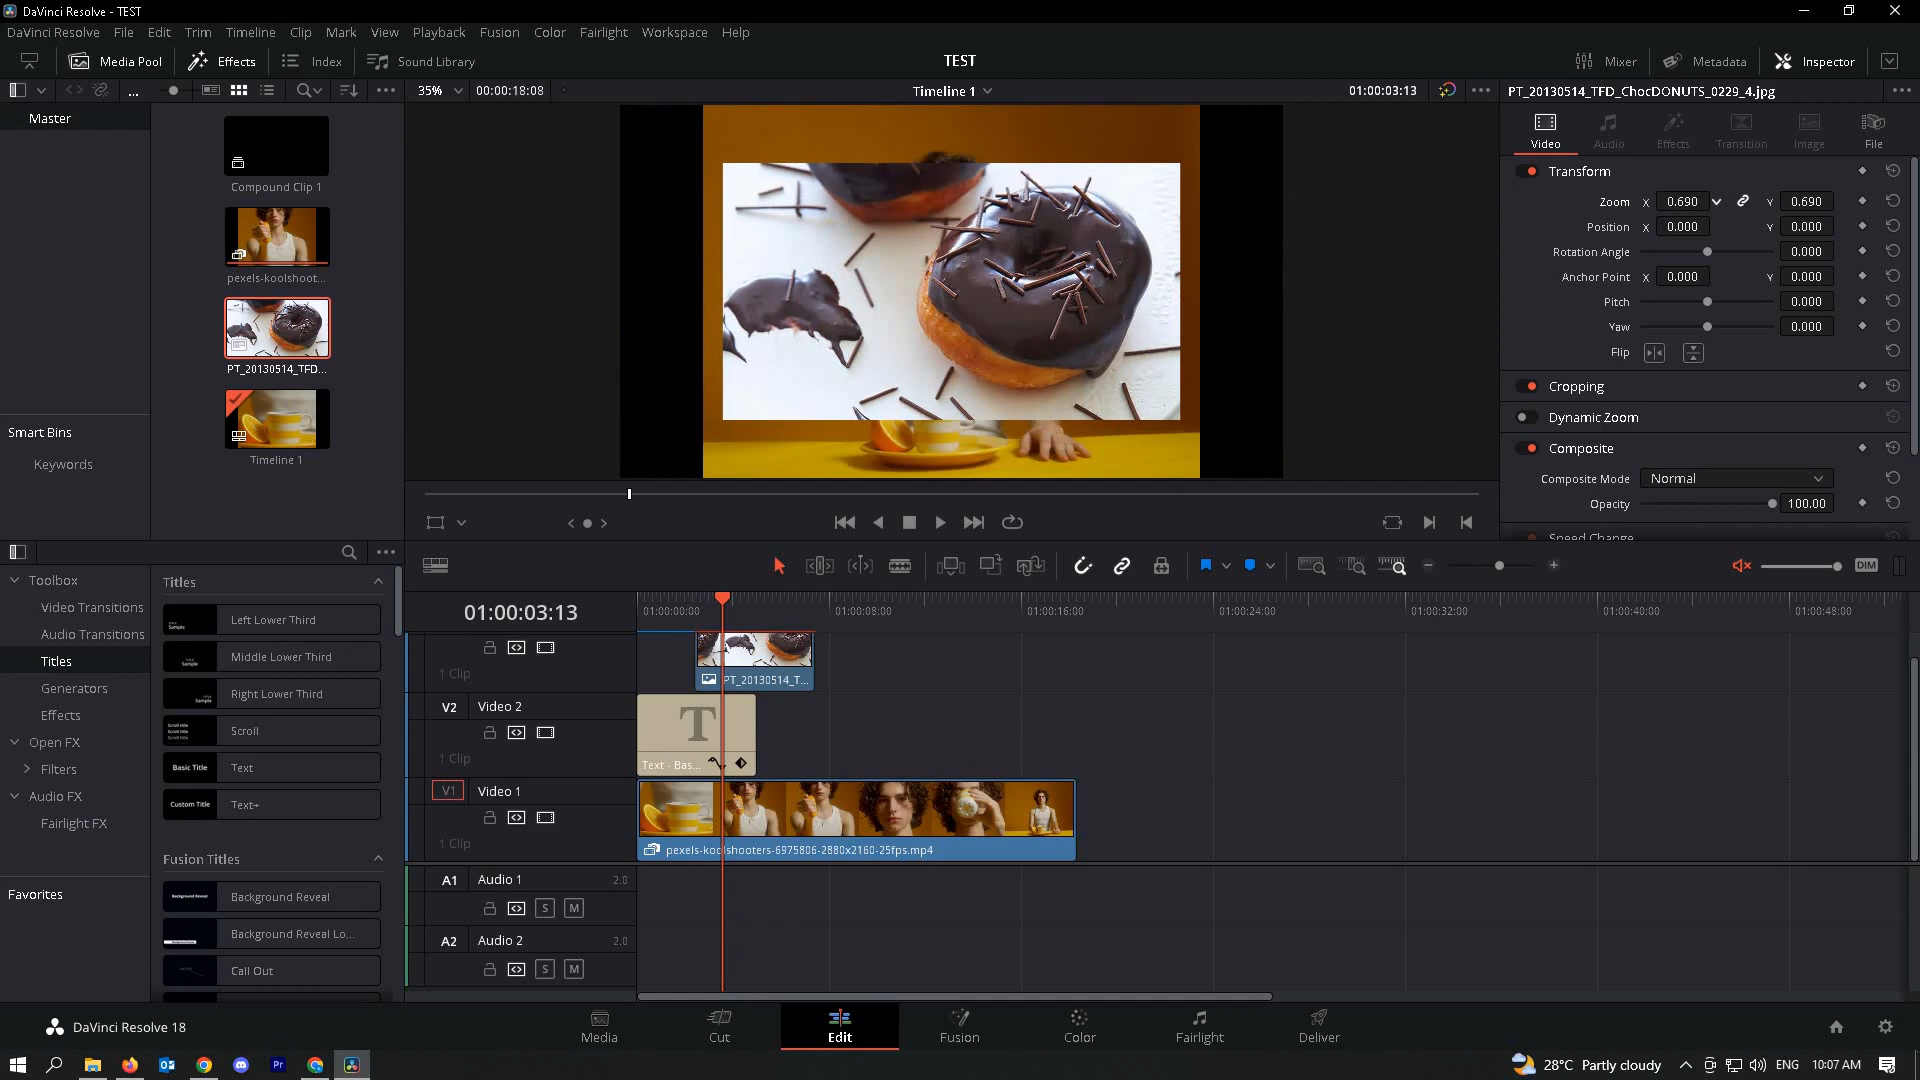 DaVinci Resolve - TEST
DaVinci Resolve File Edit Trim Timeline Clip Mark View Playback Fusion Color Fairlight Workspace Help
Media Pool Effects Index Sound Library TEST Mixer Metadata Inspector
... 35% 00:00:18:08 Timeline 1 01:00:03:13 PT_20130514_TFD_ChocDONUTS_0229_4.jpg
Master
Compound Clip 1
pexels-koolshoot...
PT_20130514_TFD...
Timeline 1
Smart Bins
Keywords
Video Audio Effects Transition Image File
Transform
Zoom X 0.690 Y 0.690
Position X 0.000 Y 0.000
Rotation Angle 0.000
Anchor Point X 0.000 Y 0.000
Pitch 0.000
Yaw 0.000
Flip
Cropping
Dynamic Zoom
Composite
Composite Mode Normal
Opacity 100.00
Speed Change
Toolbox
Video Transitions
Audio Transitions
Titles
Generators
Effects
Open FX
Filters
Audio FX
Fairlight FX
Favorites
Titles
Left Lower Third
Middle Lower Third
Right Lower Third
Scroll
Basic Title Text
Custom Title Text+
Fusion Titles
Background Reveal
Background Reveal Lo...
Call Out
DIM
01:00:03:13 01:00:00:00 01:00:08:00 01:00:16:00 01:00:24:00 01:00:32:00 01:00:40:00 01:00:48:00
1 Clip
PT_20130514_T...
V2 Video 2
1 Clip
T
Text - Bas...
V1 Video 1
1 Clip
pexels-koolshooters-6975806-2880x2160-25fps.mp4
A1 Audio 1 2.0
S M
A2 Audio 2 2.0
S M
DaVinci Resolve 18
Media Cut Edit Fusion Color Fairlight Deliver
28°C Partly cloudy ENG 10:07 AM